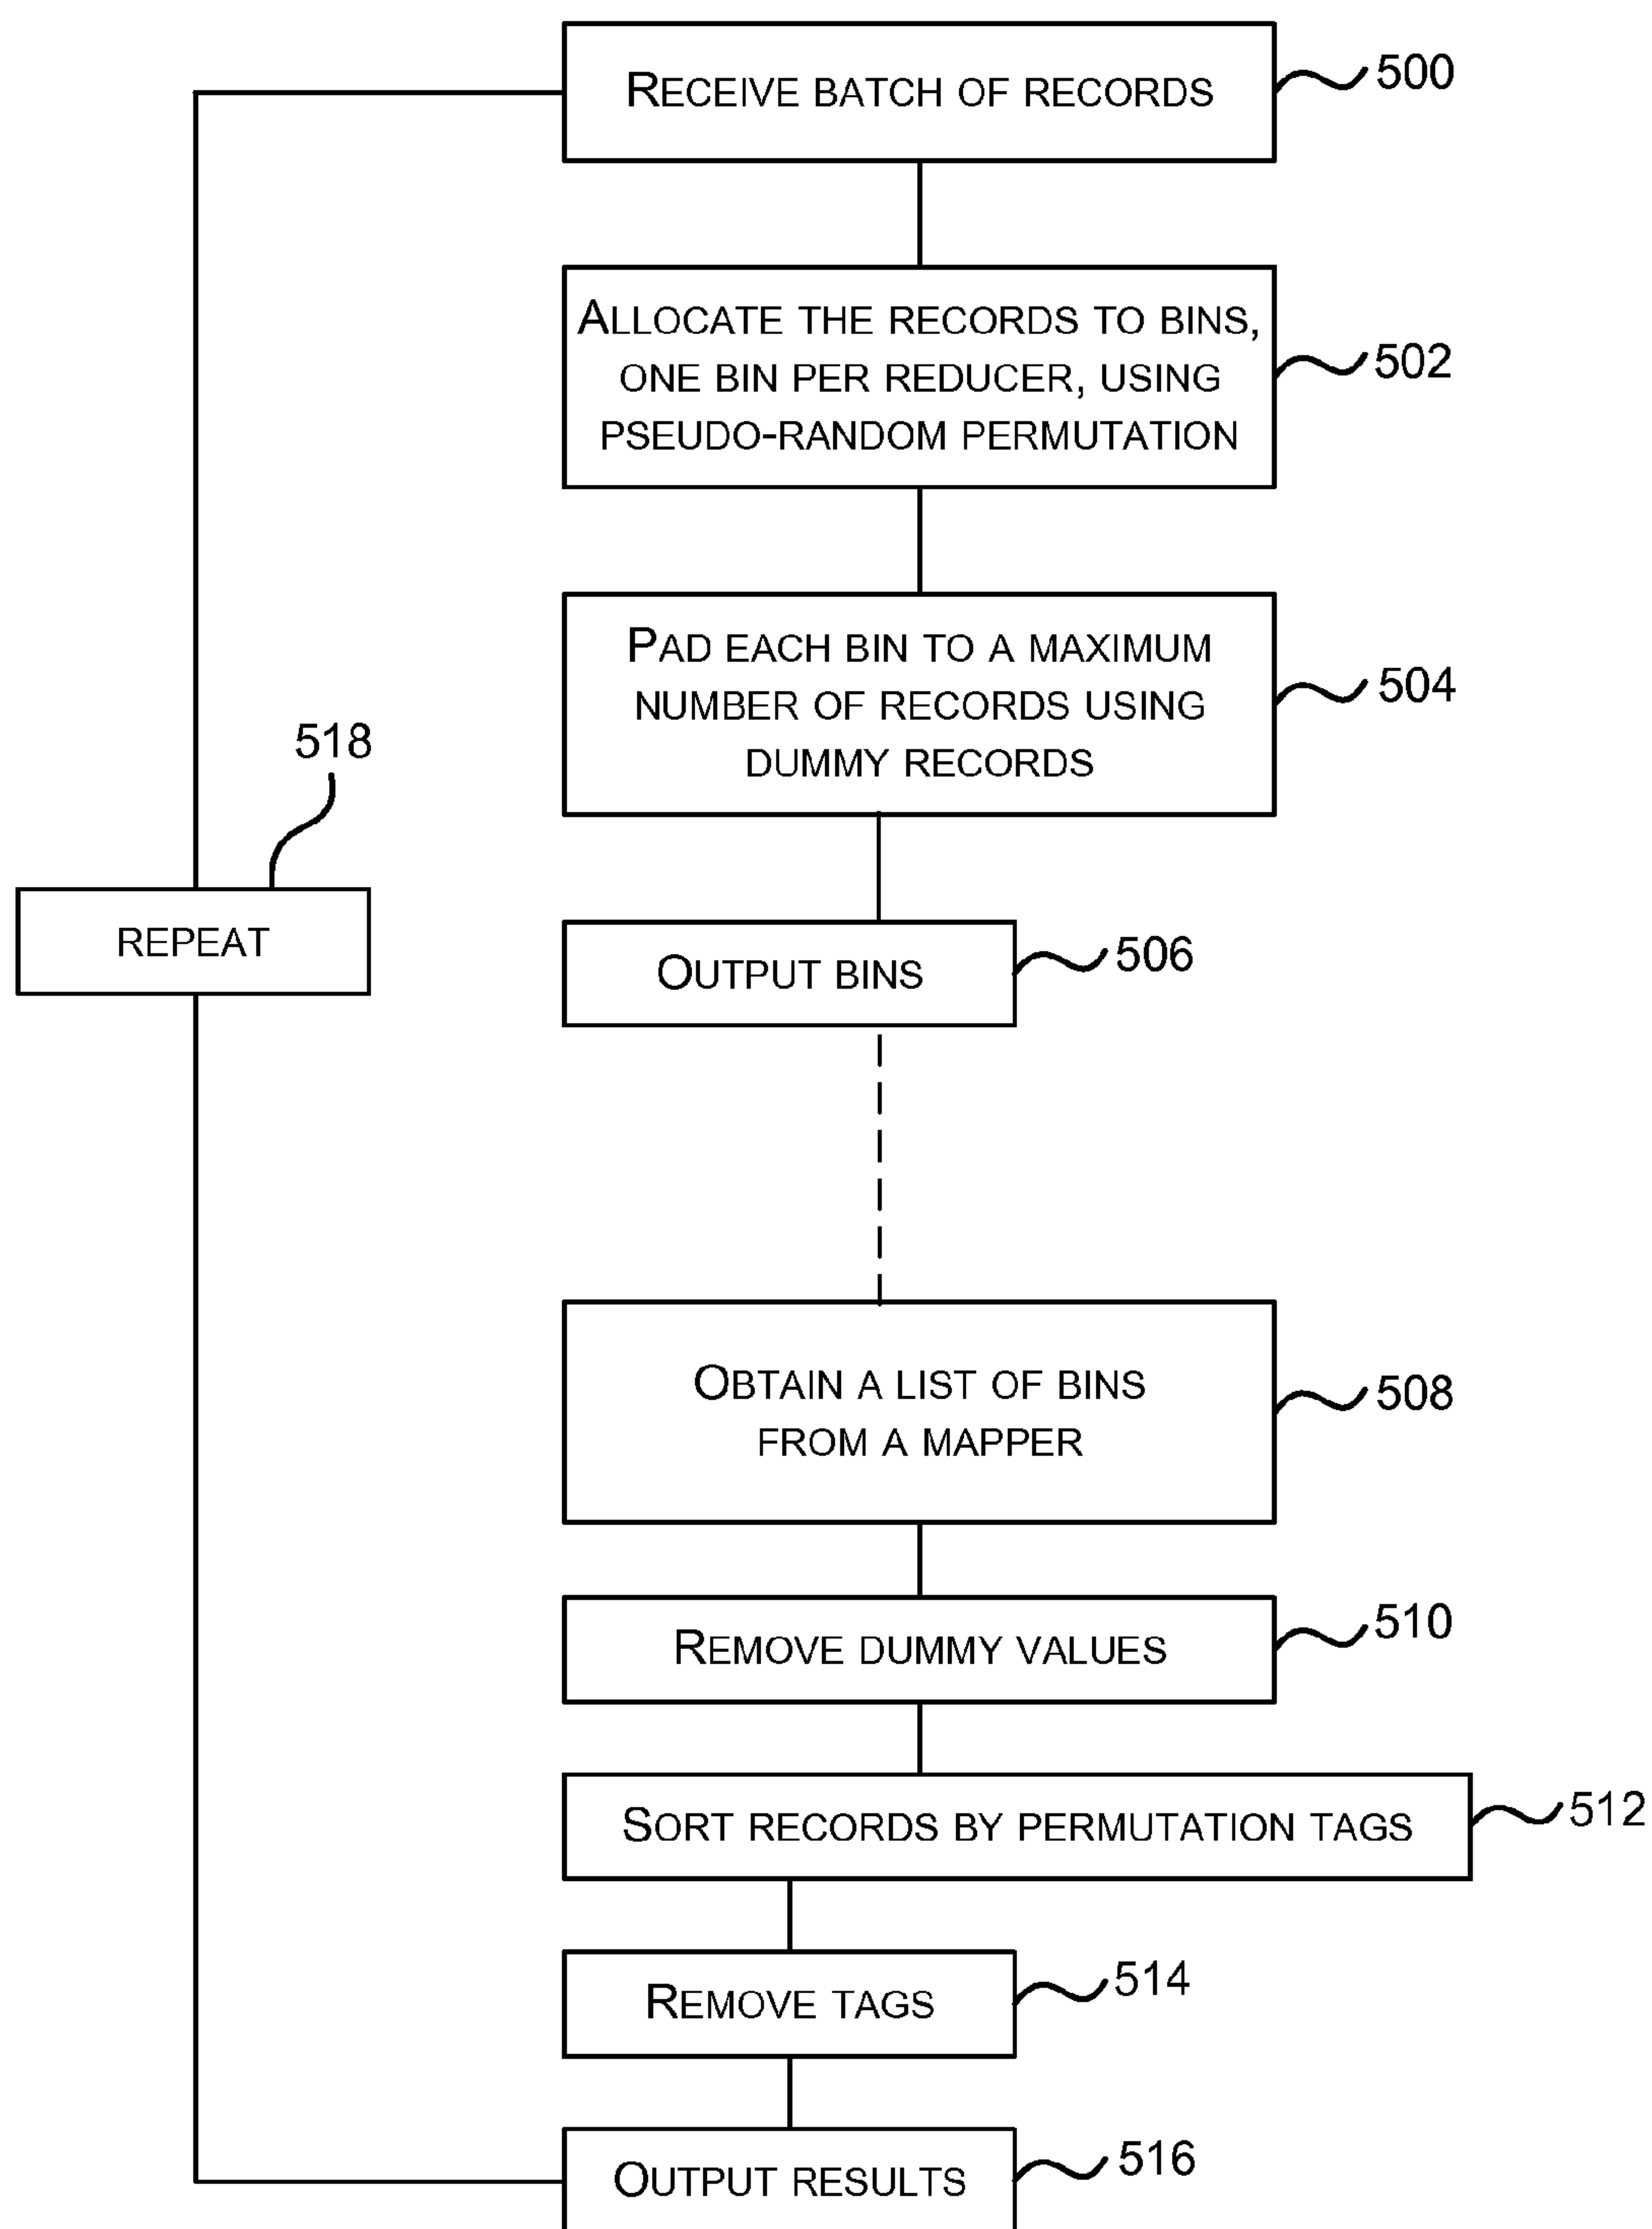 RECEIVE BATCH OF RECORDS
500
ALLOCATE THE RECORDS TO BINS,
ONE BIN PER REDUCER, USING
PSEUDO-RANDOM PERMUTATION
502
PAD EACH BIN TO A MAXIMUM
NUMBER OF RECORDS USING
DUMMY RECORDS
504
518
REPEAT
OUTPUT BINS
506
OBTAIN A LIST OF BINS
FROM A MAPPER
508
REMOVE DUMMY VALUES
510
SORT RECORDS BY PERMUTATION TAGS
512
REMOVE TAGS
514
OUTPUT RESULTS
516